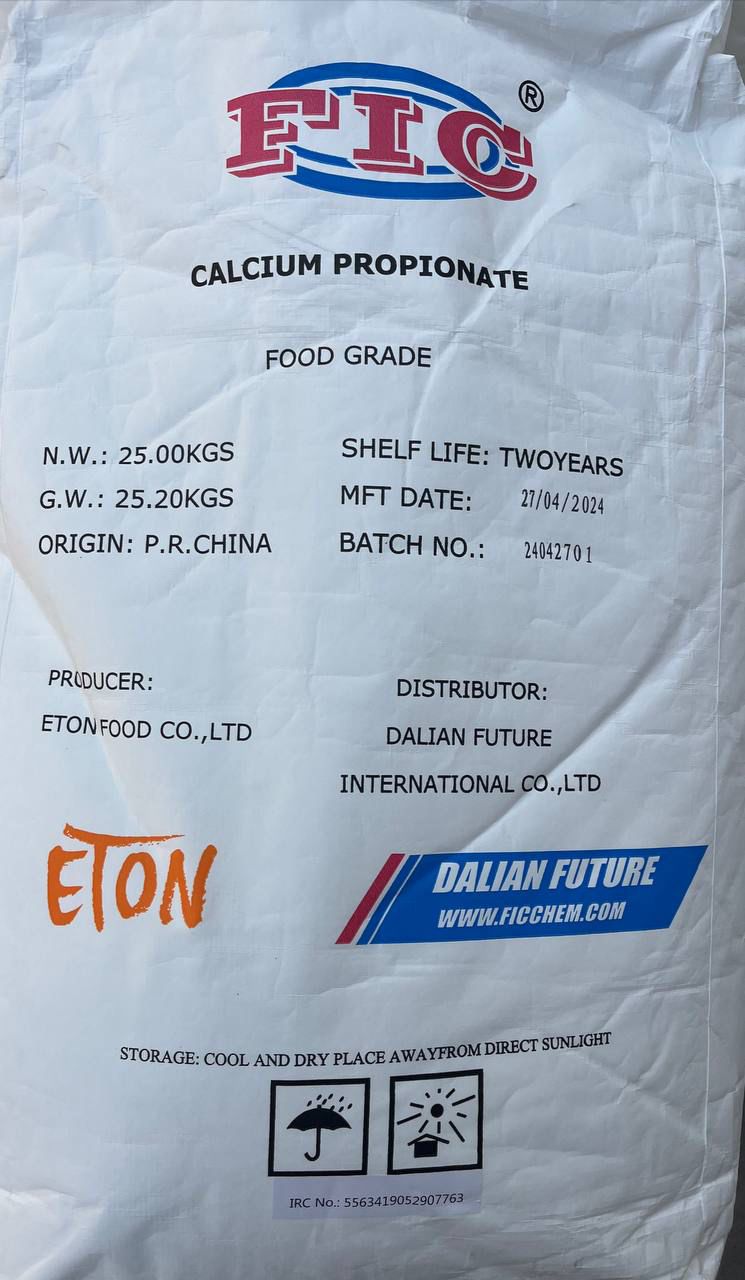 FIC ®
CALCIUM PROPIONATE
FOOD GRADE
N.W.: 25.00KGS
G.W.: 25.20KGS
ORIGIN: P.R.CHINA
SHELF LIFE: TWOYEARS
MFT DATE: 27/04/2024
BATCH NO.: 24042701
PRODUCER:
ETON FOOD CO.,LTD
DISTRIBUTOR:
DALIAN FUTURE
INTERNATIONAL CO.,LTD
ETON
DALIAN FUTURE
WWW.FICCHEM.COM
STORAGE: COOL AND DRY PLACE AWAYFROM DIRECT SUNLIGHT
IRC No.: 5563419052907763